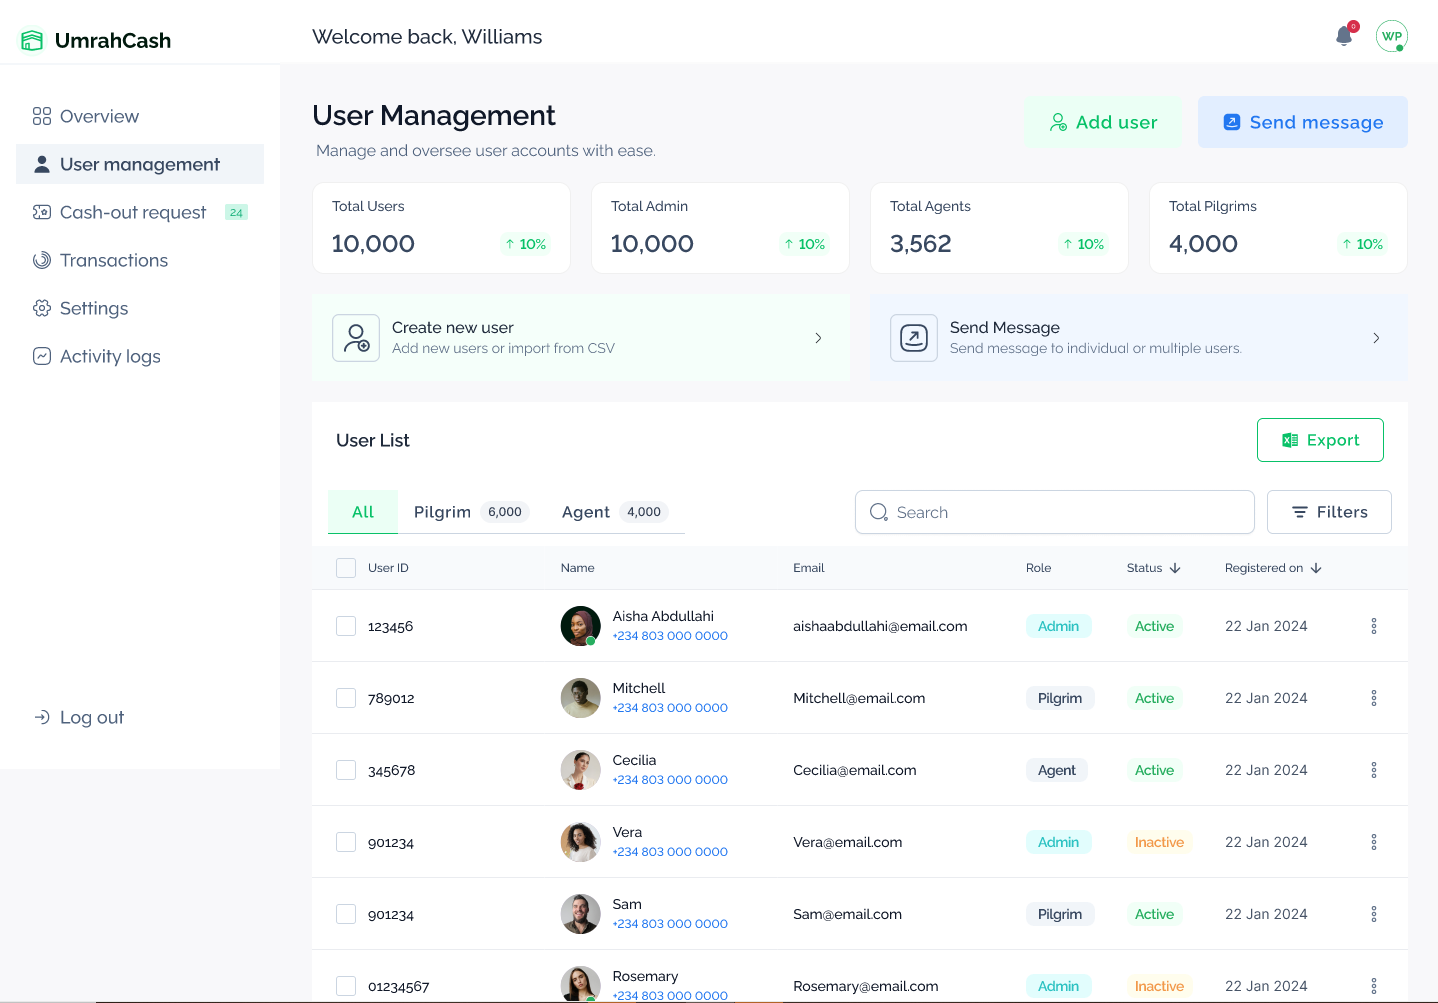 UmrahCash
Welcome back, Williams
0
WP
Overview
User management
Cash-out request 24
Transactions
Settings
Activity logs
Log out
User Management
Manage and oversee user accounts with ease.
Add user
Send message
Total Users
10,000
↑ 10%
Total Admin
10,000
↑ 10%
Total Agents
3,562
↑ 10%
Total Pilgrims
4,000
↑ 10%
Create new user
Add new users or import from CSV
Send Message
Send message to individual or multiple users.
User List
Export
All Pilgrim 6,000 Agent 4,000
Search
Filters
User ID Name Email Role Status Registered on
123456 Aisha Abdullahi aishaabdullahi@email.com Admin Active 22 Jan 2024
+234 803 000 0000
789012 Mitchell Mitchell@email.com Pilgrim Active 22 Jan 2024
+234 803 000 0000
345678 Cecilia Cecilia@email.com Agent Active 22 Jan 2024
+234 803 000 0000
901234 Vera Vera@email.com Admin Inactive 22 Jan 2024
+234 803 000 0000
901234 Sam Sam@email.com Pilgrim Active 22 Jan 2024
+234 803 000 0000
01234567 Rosemary Rosemary@email.com Admin Inactive 22 Jan 2024
+234 803 000 0000